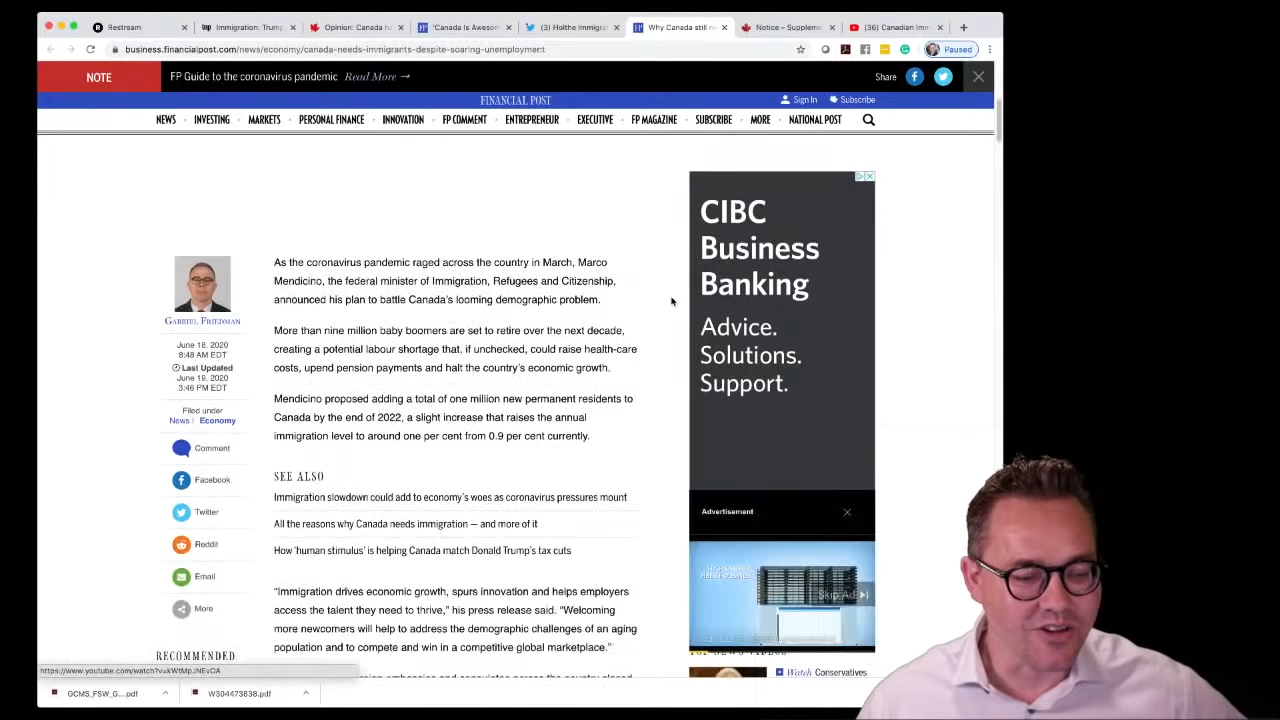 Restream
Immigration: Trump
Opinion: Canada ha
'Canada Is Awesom
(3) Holthe Immigra
Why Canada still ne
Notice – Suppleme
(36) Canadian Imm
business.financialpost.com/news/economy/canada-needs-immigrants-despite-soaring-unemployment
Paused
NOTE
FP Guide to the coronavirus pandemic Read More →
Share
FINANCIAL POST
Sign In
Subscribe
NEWS
INVESTING
MARKETS
PERSONAL FINANCE
INNOVATION
FP COMMENT
ENTREPRENEUR
EXECUTIVE
FP MAGAZINE
SUBSCRIBE
MORE
NATIONAL POST
CIBC
Business
Banking
Advice.
Solutions.
Support.
GABRIEL FRIEDMAN
June 18, 2020
8:48 AM EDT
Last Updated
June 19, 2020
3:46 PM EDT
Filed under
News › Economy
Comment
Facebook
Twitter
Reddit
Email
More
RECOMMENDED
As the coronavirus pandemic raged across the country in March, Marco
Mendicino, the federal minister of Immigration, Refugees and Citizenship,
announced his plan to battle Canada's looming demographic problem.
More than nine million baby boomers are set to retire over the next decade,
creating a potential labour shortage that, if unchecked, could raise health-care
costs, upend pension payments and halt the country's economic growth.
Mendicino proposed adding a total of one million new permanent residents to
Canada by the end of 2022, a slight increase that raises the annual
immigration level to around one per cent from 0.9 per cent currently.
SEE ALSO
Immigration slowdown could add to economy's woes as coronavirus pressures mount
All the reasons why Canada needs immigration — and more of it
How 'human stimulus' is helping Canada match Donald Trump's tax cuts
“Immigration drives economic growth, spurs innovation and helps employers
access the talent they need to thrive,” his press release said. “Welcoming
more newcomers will help to address the demographic challenges of an aging
population and to compete and win in a competitive global marketplace.”
Advertisement
Skip Ad
Watch Conservatives
https://www.youtube.com/watch?v=kWtMpJNEvOA
GCMS_FSW_G....pdf
W304473838.pdf